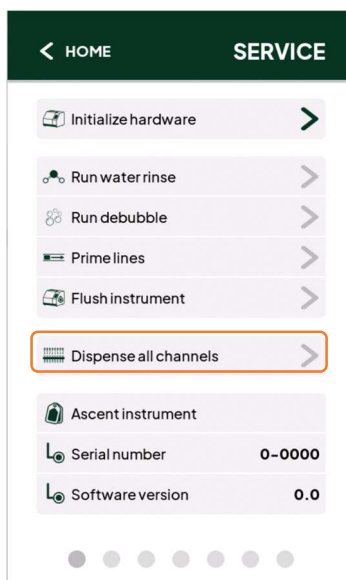 HOME SERVICE
Initialize hardware
Run water rinse
Run debubble
Prime lines
Flush instrument
Dispense all channels
Ascent instrument
Serial number 0-0000
Software version 0.0